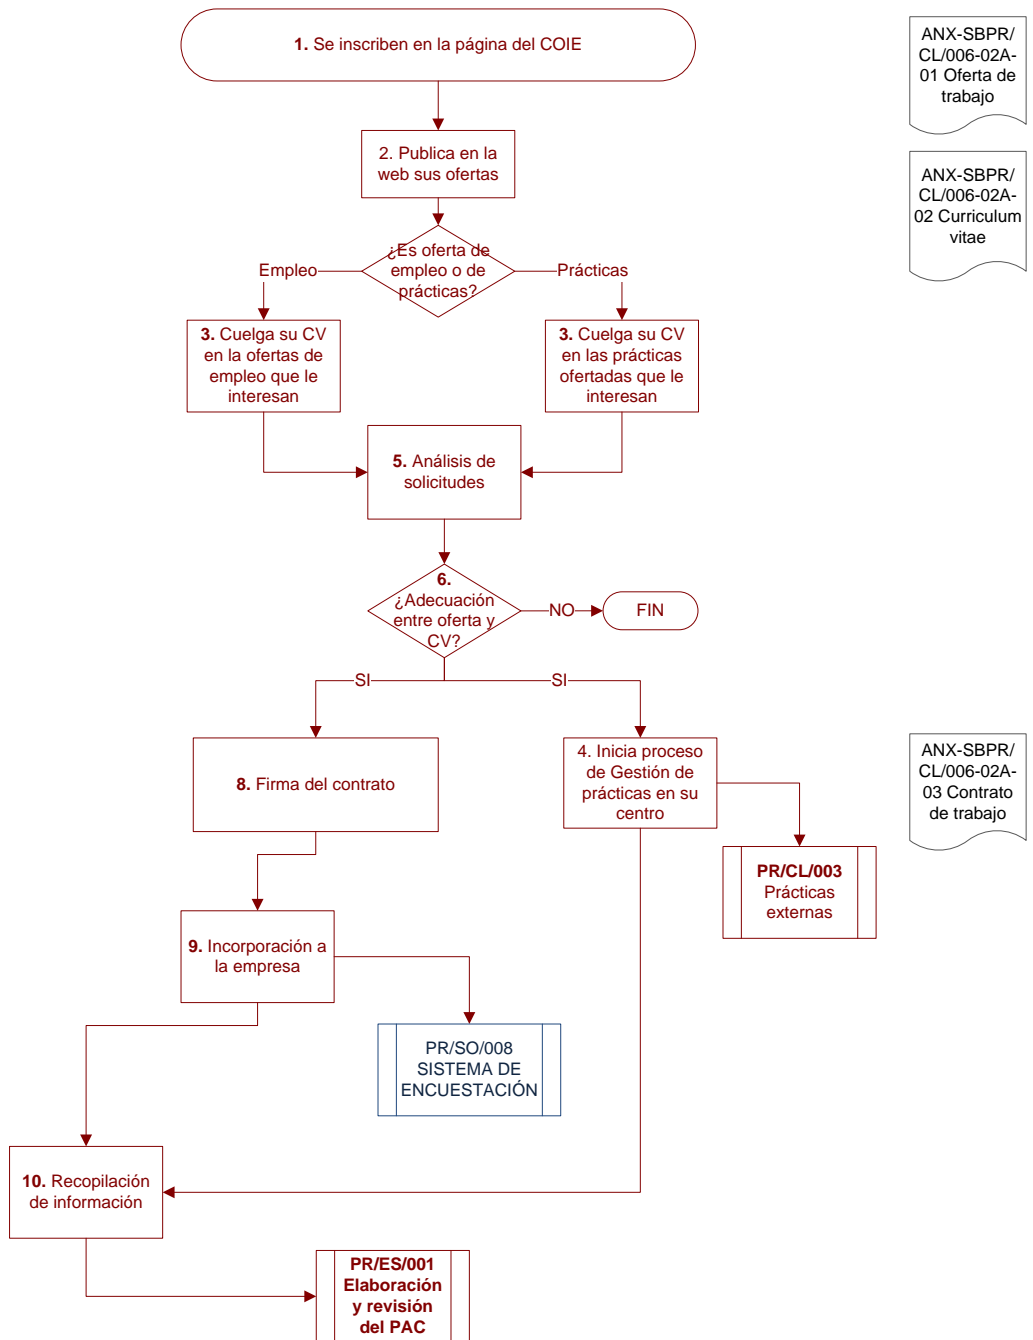 1. Se inscriben en la página del COIE
ANX-SBPR/
CL/006-02A-
01 Oferta de
trabajo
2. Publica en la
web sus ofertas
ANX-SBPR/
CL/006-02A-
02 Curriculum
vitae
¿Es oferta de
empleo o de
prácticas?
Empleo
Prácticas
3. Cuelga su CV
en la ofertas de
empleo que le
interesan
3. Cuelga su CV
en las prácticas
ofertadas que le
interesan
5. Análisis de
solicitudes
6.
¿Adecuación
entre oferta y
CV?
NO
FIN
SI
SI
8. Firma del contrato
4. Inicia proceso
de Gestión de
prácticas en su
centro
ANX-SBPR/
CL/006-02A-
03 Contrato
de trabajo
PR/CL/003
Prácticas
externas
9. Incorporación a
la empresa
PR/SO/008
SISTEMA DE
ENCUESTACIÓN
10. Recopilación
de información
PR/ES/001
Elaboración
y revisión
del PAC